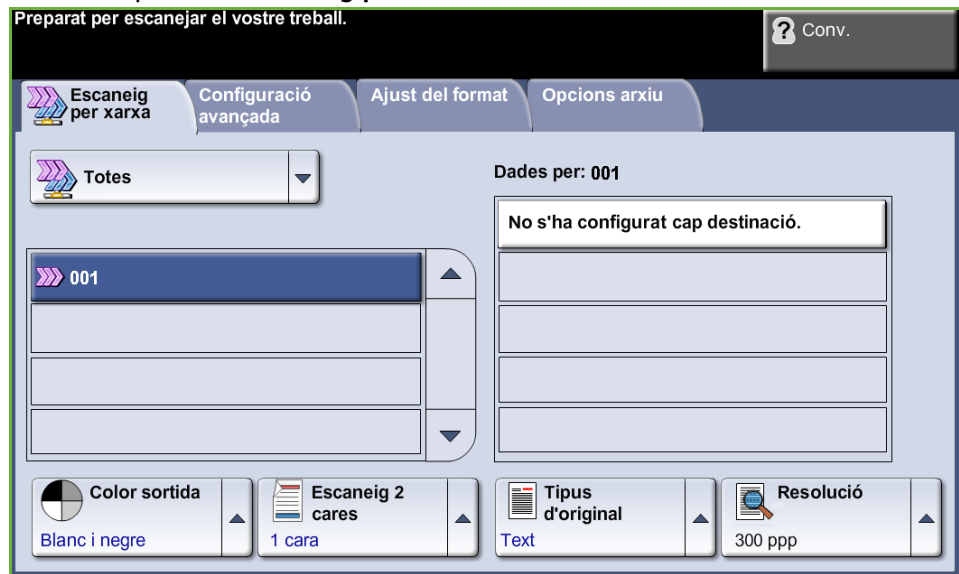 Preparat per escanejar el vostre treball.
Conv.
Escaneig
per xarxa
Configuració
avançada
Ajust del format
Opcions arxiu
Totes
Dades per: 001
No s'ha configurat cap destinació.
001
Color sortida
Blanc i negre
Escaneig 2
cares
1 cara
Tipus
d'original
Text
Resolució
300 ppp